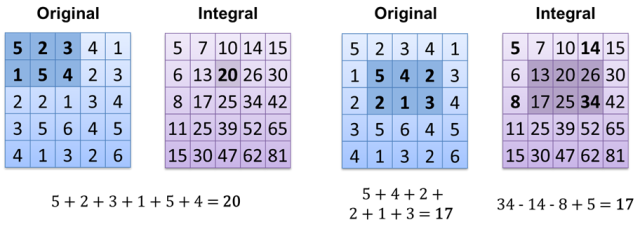 Original Integral Original Integral
5 2 3 4 1 5 7 10 14 15 5 2 3 4 1 5 7 10 14 15
1 5 4 2 3 6 13 20 26 30 1 5 4 2 3 6 13 20 26 30
2 2 1 3 4 8 17 25 34 42 2 2 1 3 4 8 17 25 34 42
3 5 6 4 5 11 25 39 52 65 3 5 6 4 5 11 25 39 52 65
4 1 3 2 6 15 30 47 62 81 4 1 3 2 6 15 30 47 62 81
5 + 2 + 3 + 1 + 5 + 4 = 20
5 + 4 + 2 +
2 + 1 + 3 = 17
34 - 14 - 8 + 5 = 17